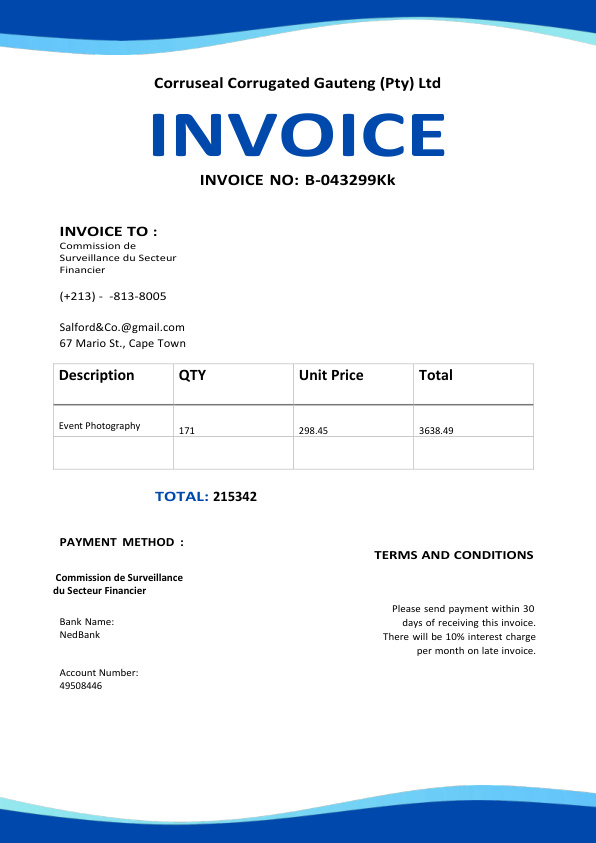 Corruseal Corrugated Gauteng (Pty) Ltd
INVOICE
INVOICE NO: B-043299Kk
INVOICE TO :
Commission de
Surveillance du Secteur
Financier
(+213) - -813-8005
Salford&Co.@gmail.com
67 Mario St., Cape Town
Description QTY Unit Price Total
Event Photography 171 298.45 3638.49
TOTAL: 215342
PAYMENT METHOD :
Commission de Surveillance
du Secteur Financier
Bank Name:
NedBank
Account Number:
49508446
TERMS AND CONDITIONS
Please send payment within 30
days of receiving this invoice.
There will be 10% interest charge
per month on late invoice.